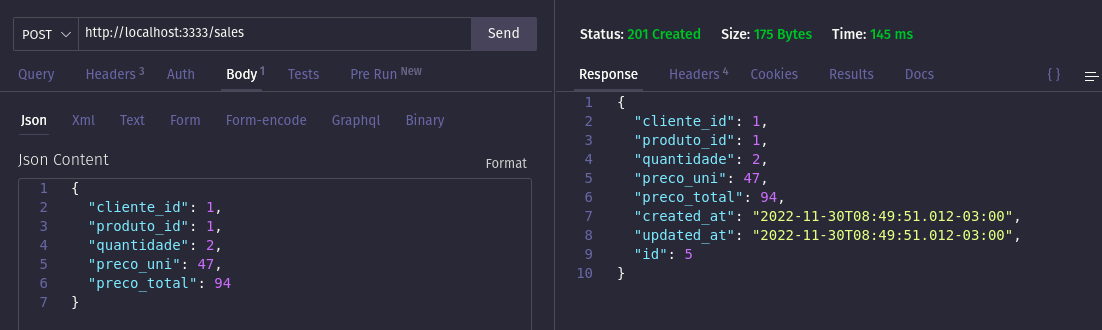 POST http://localhost:3333/sales Send
Query Headers 3 Auth Body 1 Tests Pre Run New
Json Xml Text Form Form-encode Graphql Binary
Json Content Format
1 {
2 "cliente_id": 1,
3 "produto_id": 1,
4 "quantidade": 2,
5 "preco_uni": 47,
6 "preco_total": 94
7 }
Status: 201 Created Size: 175 Bytes Time: 145 ms
Response Headers 4 Cookies Results Docs { }
1 {
2 "cliente_id": 1,
3 "produto_id": 1,
4 "quantidade": 2,
5 "preco_uni": 47,
6 "preco_total": 94,
7 "created_at": "2022-11-30T08:49:51.012-03:00",
8 "updated_at": "2022-11-30T08:49:51.012-03:00",
9 "id": 5
10 }